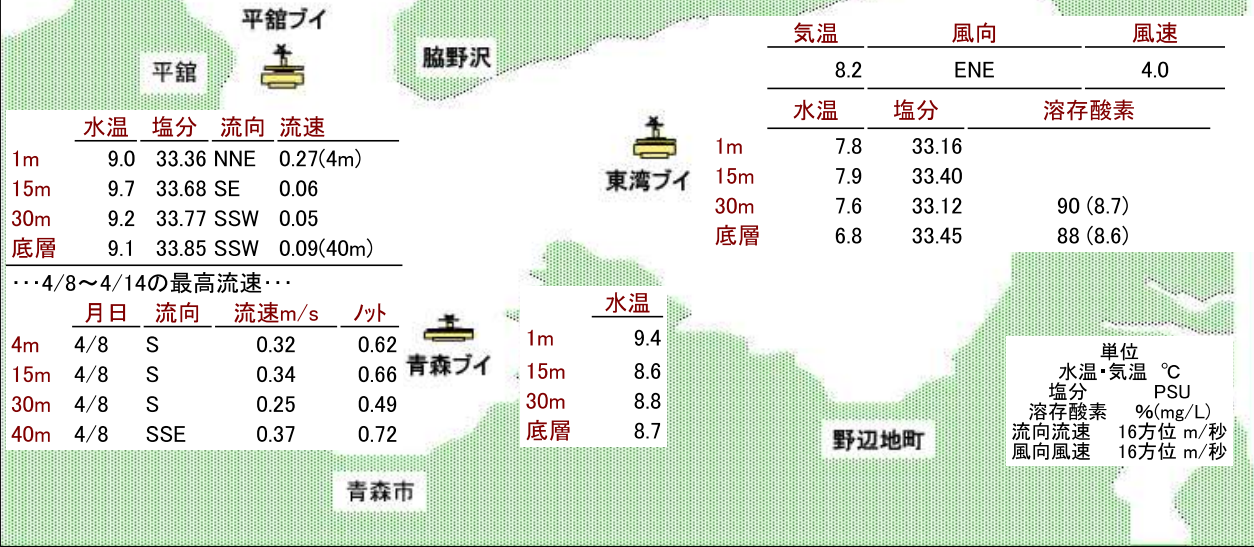 平舘ブイ
平舘
脇野沢
気温 風向 風速
8.2 ENE 4.0
水温 塩分 溶存酸素
1m 7.8 33.16
15m 7.9 33.40
30m 7.6 33.12 90 (8.7)
底層 6.8 33.45 88 (8.6)
東湾ブイ
水温 塩分 流向 流速
1m 9.0 33.36 NNE 0.27(4m)
15m 9.7 33.68 SE 0.06
30m 9.2 33.77 SSW 0.05
底層 9.1 33.85 SSW 0.09(40m)
…4/8～4/14の最高流速…
月日 流向 流速m/s ノット
4m 4/8 S 0.32 0.62
15m 4/8 S 0.34 0.66
30m 4/8 S 0.25 0.49
40m 4/8 SSE 0.37 0.72
青森ブイ
水温
1m 9.4
15m 8.6
30m 8.8
底層 8.7
単位
水温・気温 ℃
塩分 PSU
溶存酸素 %(mg/L)
流向流速 16方位 m/秒
風向風速 16方位 m/秒
野辺地町
青森市